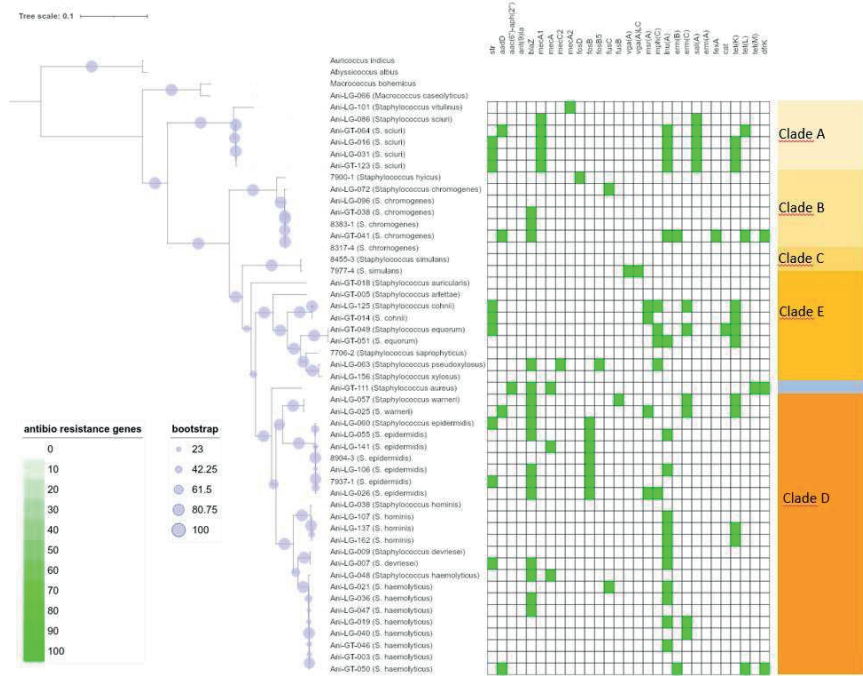 Tree scale: 0.1
str
aadD
aac(6')-aph(2'')
ant(9)Ia
blaZ
mecA1
mecA
mecC2
mecA2
fosD
fosB
fosB5
fusC
fusB
vga(A)
vga(A)LC
msr(A)
mph(C)
lnu(A)
erm(B)
erm(C)
sal(A)
erm(A)
fexA
cat
tet(K)
tet(L)
tet(M)
dfrK
Auricoccus indicus
Abyssicoccus albus
Macrococcus bohemicus
Ani-LG-066 (Macrococcus caseolyticus)
Ani-LG-101 (Staphylococcus vitulinus)
Ani-LG-086 (Staphylococcus sciuri)
Ani-GT-064 (S. sciuri)
Ani-LG-016 (S. sciuri)
Ani-LG-031 (S. sciuri)
Ani-GT-123 (S. sciuri)
7900-1 (Staphylococcus hyicus)
Ani-LG-072 (Staphylococcus chromogenes)
Ani-LG-096 (S. chromogenes)
Ani-GT-038 (S. chromogenes)
8383-1 (S. chromogenes)
Ani-GT-041 (S. chromogenes)
8317-4 (S. chromogenes)
8455-3 (Staphylococcus simulans)
7977-4 (S. simulans)
Ani-GT-018 (Staphylococcus auricularis)
Ani-GT-005 (Staphylococcus arlettae)
Ani-LG-125 (Staphylococcus cohnii)
Ani-GT-014 (S. cohnii)
Ani-GT-049 (Staphylococcus equorum)
Ani-GT-051 (S. equorum)
7706-2 (Staphylococcus saprophyticus)
Ani-LG-063 (Staphylococcus pseudoxylosus)
Ani-LG-156 (Staphylococcus xylosus)
Ani-GT-111 (Staphylococcus aureus)
Ani-LG-057 (Staphylococcus warneri)
Ani-LG-025 (S. warnerii)
Ani-LG-060 (Staphylococcus epidermidis)
Ani-LG-055 (S. epidermidis)
Ani-LG-141 (S. epidermidis)
8904-3 (S. epidermidis)
Ani-LG-106 (S. epidermidis)
7937-1 (S. epidermidis)
Ani-LG-026 (S. epidermidis)
Ani-LG-038 (Staphylococcus hominis)
Ani-LG-107 (S. hominis)
Ani-LG-137 (S. hominis)
Ani-LG-162 (S. hominis)
Ani-LG-009 (Staphylococcus devriesei)
Ani-LG-007 (S. devriesei)
Ani-LG-048 (Staphylococcus haemolyticus)
Ani-LG-021 (S. haemolyticus)
Ani-LG-036 (S. haemolyticus)
Ani-LG-047 (S. haemolyticus)
Ani-LG-019 (S. haemolyticus)
Ani-LG-040 (S. haemolyticus)
Ani-GT-046 (S. haemolyticus)
Ani-GT-003 (S. haemolyticus)
Ani-GT-050 (S. haemolyticus)
Clade A
Clade B
Clade C
Clade E
Clade D
antibio resistance genes
0
10
20
30
40
50
60
70
80
90
100
bootstrap
23
42.25
61.5
80.75
100